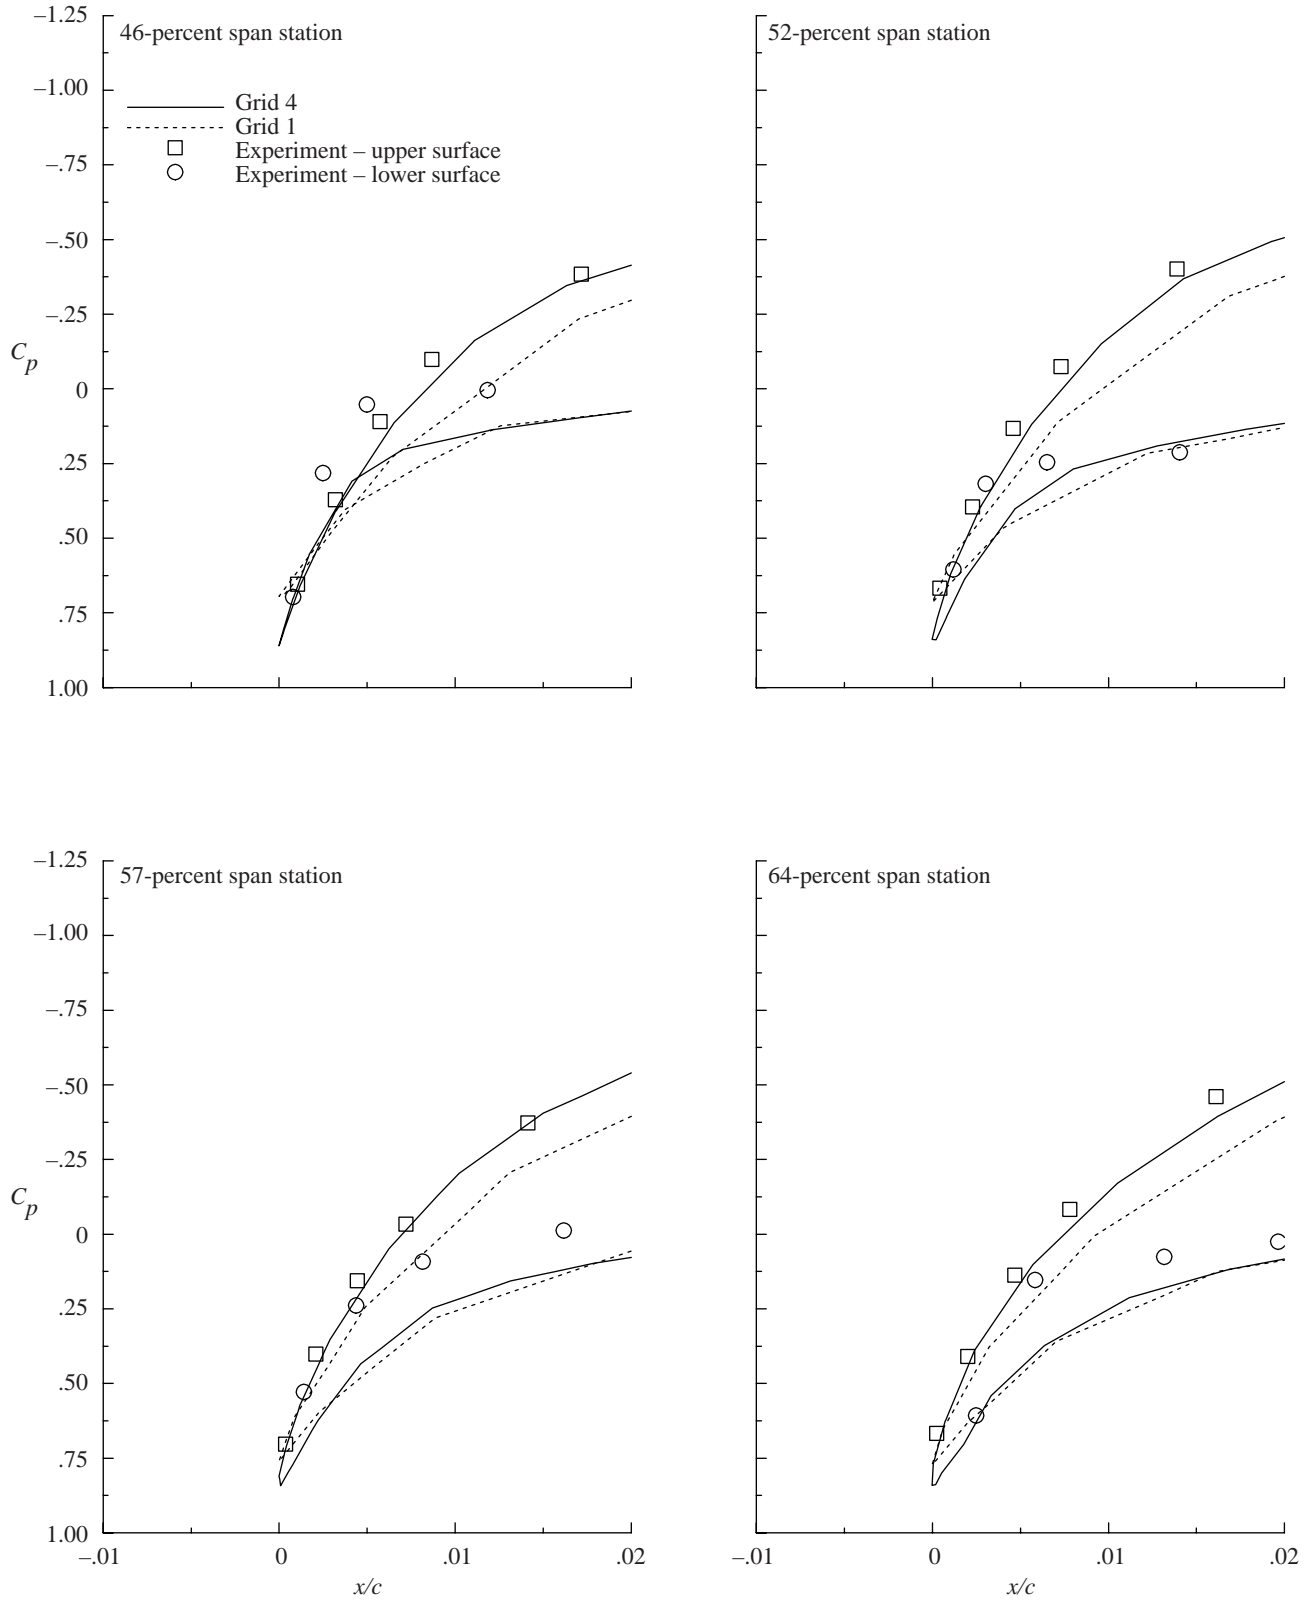 –1.25
–1.00
–.75
–.50
–.25
0
.25
.50
.75
1.00
Cp
46-percent span station
Grid 4
Grid 1
Experiment – upper surface
Experiment – lower surface
52-percent span station
–1.25
–1.00
–.75
–.50
–.25
0
.25
.50
.75
1.00
Cp
57-percent span station
–.01
0
.01
.02
x/c
64-percent span station
–.01
0
.01
.02
x/c